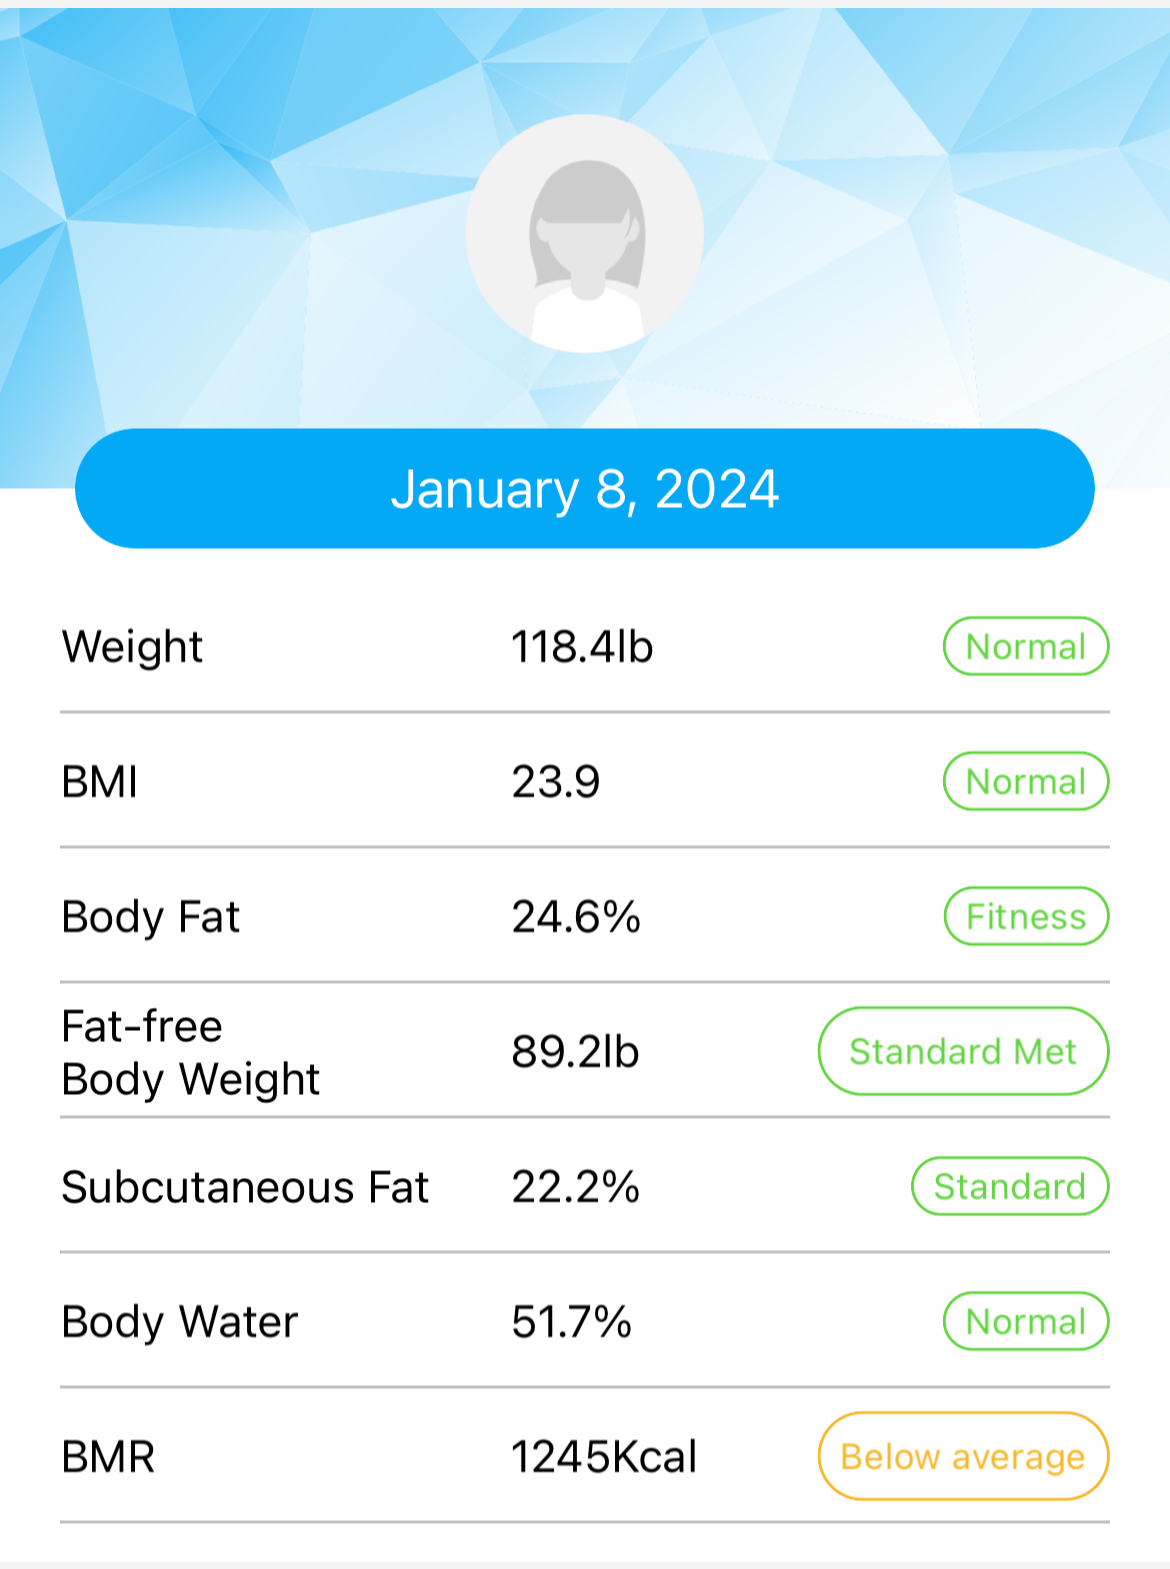 January 8, 2024
Weight 118.4lb Normal
BMI 23.9 Normal
Body Fat 24.6% Fitness
Fat-free
Body Weight 89.2lb Standard Met
Subcutaneous Fat 22.2% Standard
Body Water 51.7% Normal
BMR 1245Kcal Below average